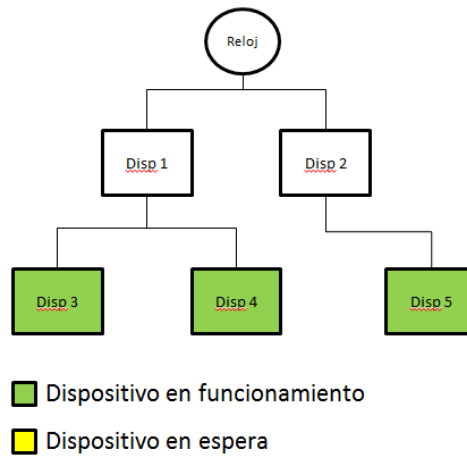 Reloj
Disp 1
Disp 2
Disp 3
Disp 4
Disp 5
Dispositivo en funcionamiento
Dispositivo en espera